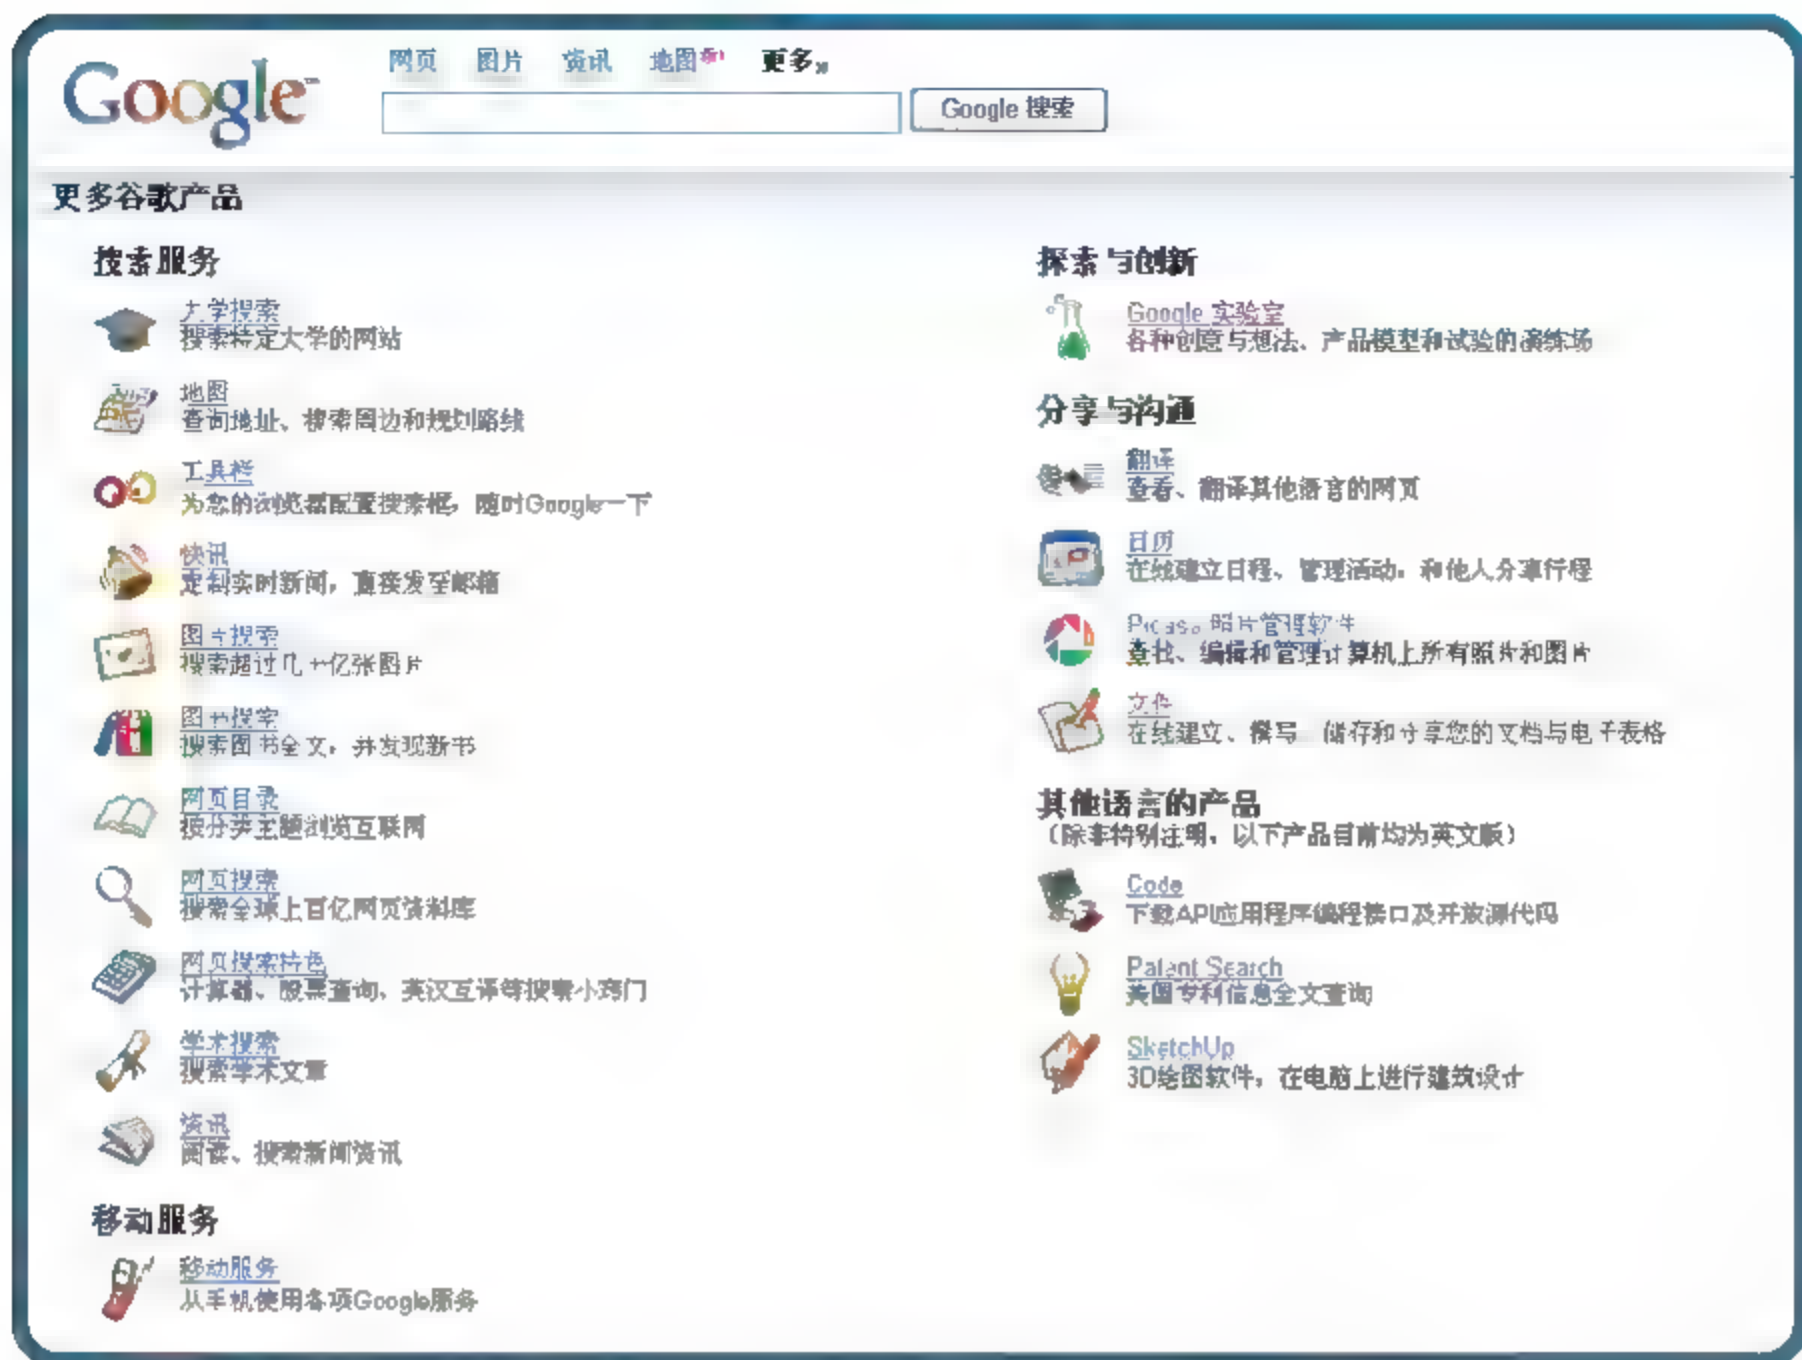 Google
网页 图片 资讯 地图 更多»
Google 搜索
更多谷歌产品
搜索服务
大学搜索
搜索特定大学的网站
地图
查询地址、搜索周边和规划路线
工具栏
为您的浏览器配置搜索框，随时Google一下
快讯
定制实时新闻，直接发至邮箱
图片搜索
搜索超过几十亿张图片
图书搜索
搜索图书全文，并发现新书
网页目录
按分类主题浏览互联网
网页搜索
搜索全球上百亿网页资料库
网页搜索特色
计算器、股票查询、英汉互译等搜索小窍门
学术搜索
搜索学术文章
资讯
阅读、搜索新闻资讯
移动服务
移动服务
从手机使用各项Google服务
探索与创新
Google 实验室
各种创意与想法、产品模型和试验的演练场
分享与沟通
翻译
查看、翻译其他语言的网页
日历
在线建立日程、管理活动，和他人分享行程
Picasa 照片管理软件
查找、编辑和管理计算机上所有照片和图片
文件
在线建立、撰写、储存和分享您的文档与电子表格
其他语言的产品
（除非特别注明，以下产品目前均为英文版）
Code
下载API应用程序编程接口及开放源代码
Patent Search
美国专利信息全文查询
SketchUp
3D绘图软件，在电脑上进行建筑设计